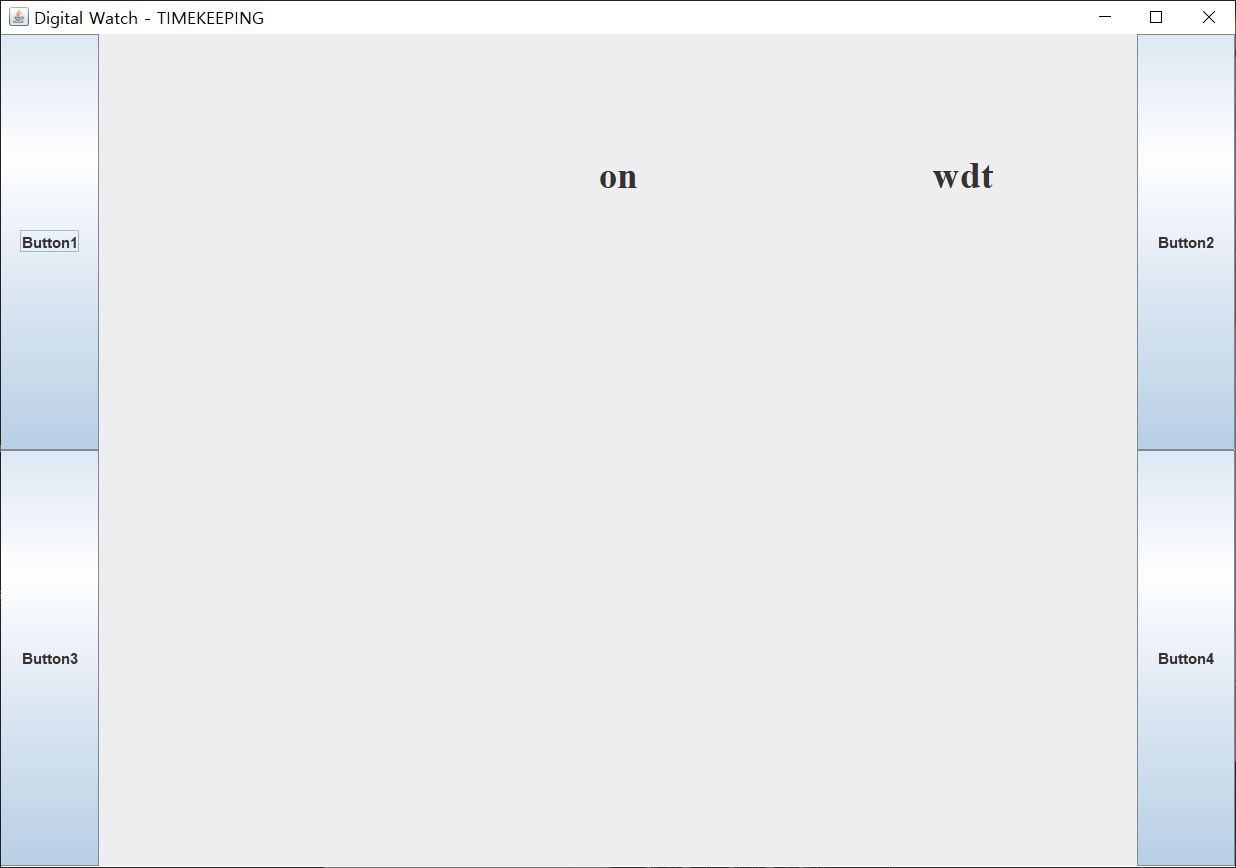 Digital Watch - TIMEKEEPING
on wdt
Button1 Button2
Button3 Button4